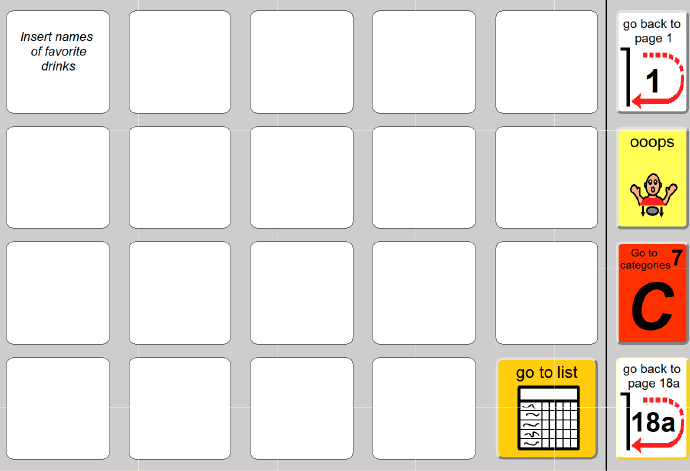 Insert names
of favorite
drinks
go back to
page 1
1
ooops
Go to
categories 7
C
go to list
go back to
page 18a
18a